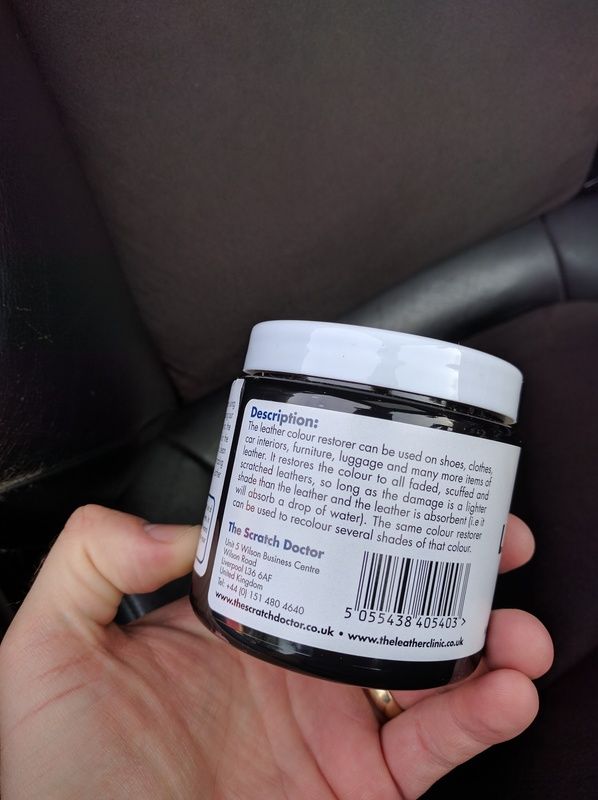 Description:
The leather colour restorer can be used on shoes, clothes,
car interiors, furniture, luggage and many more items of
leather. It restores the colour to all faded, scuffed and
scratched leathers, so long as the damage is a lighter
shade than the leather and the leather is absorbent (i.e it
will absorb a drop of water). The same colour restorer
can be used to recolour several shades of that colour.
The Scratch Doctor
Unit 5 Wilson Business Centre
Wilson Road
Liverpool L36 6AF
United Kingdom
Tel: +44 (0) 151 480 4640
www.thescratchdoctor.co.uk • www.theleatherclinic.co.uk
5 055438 405403 >